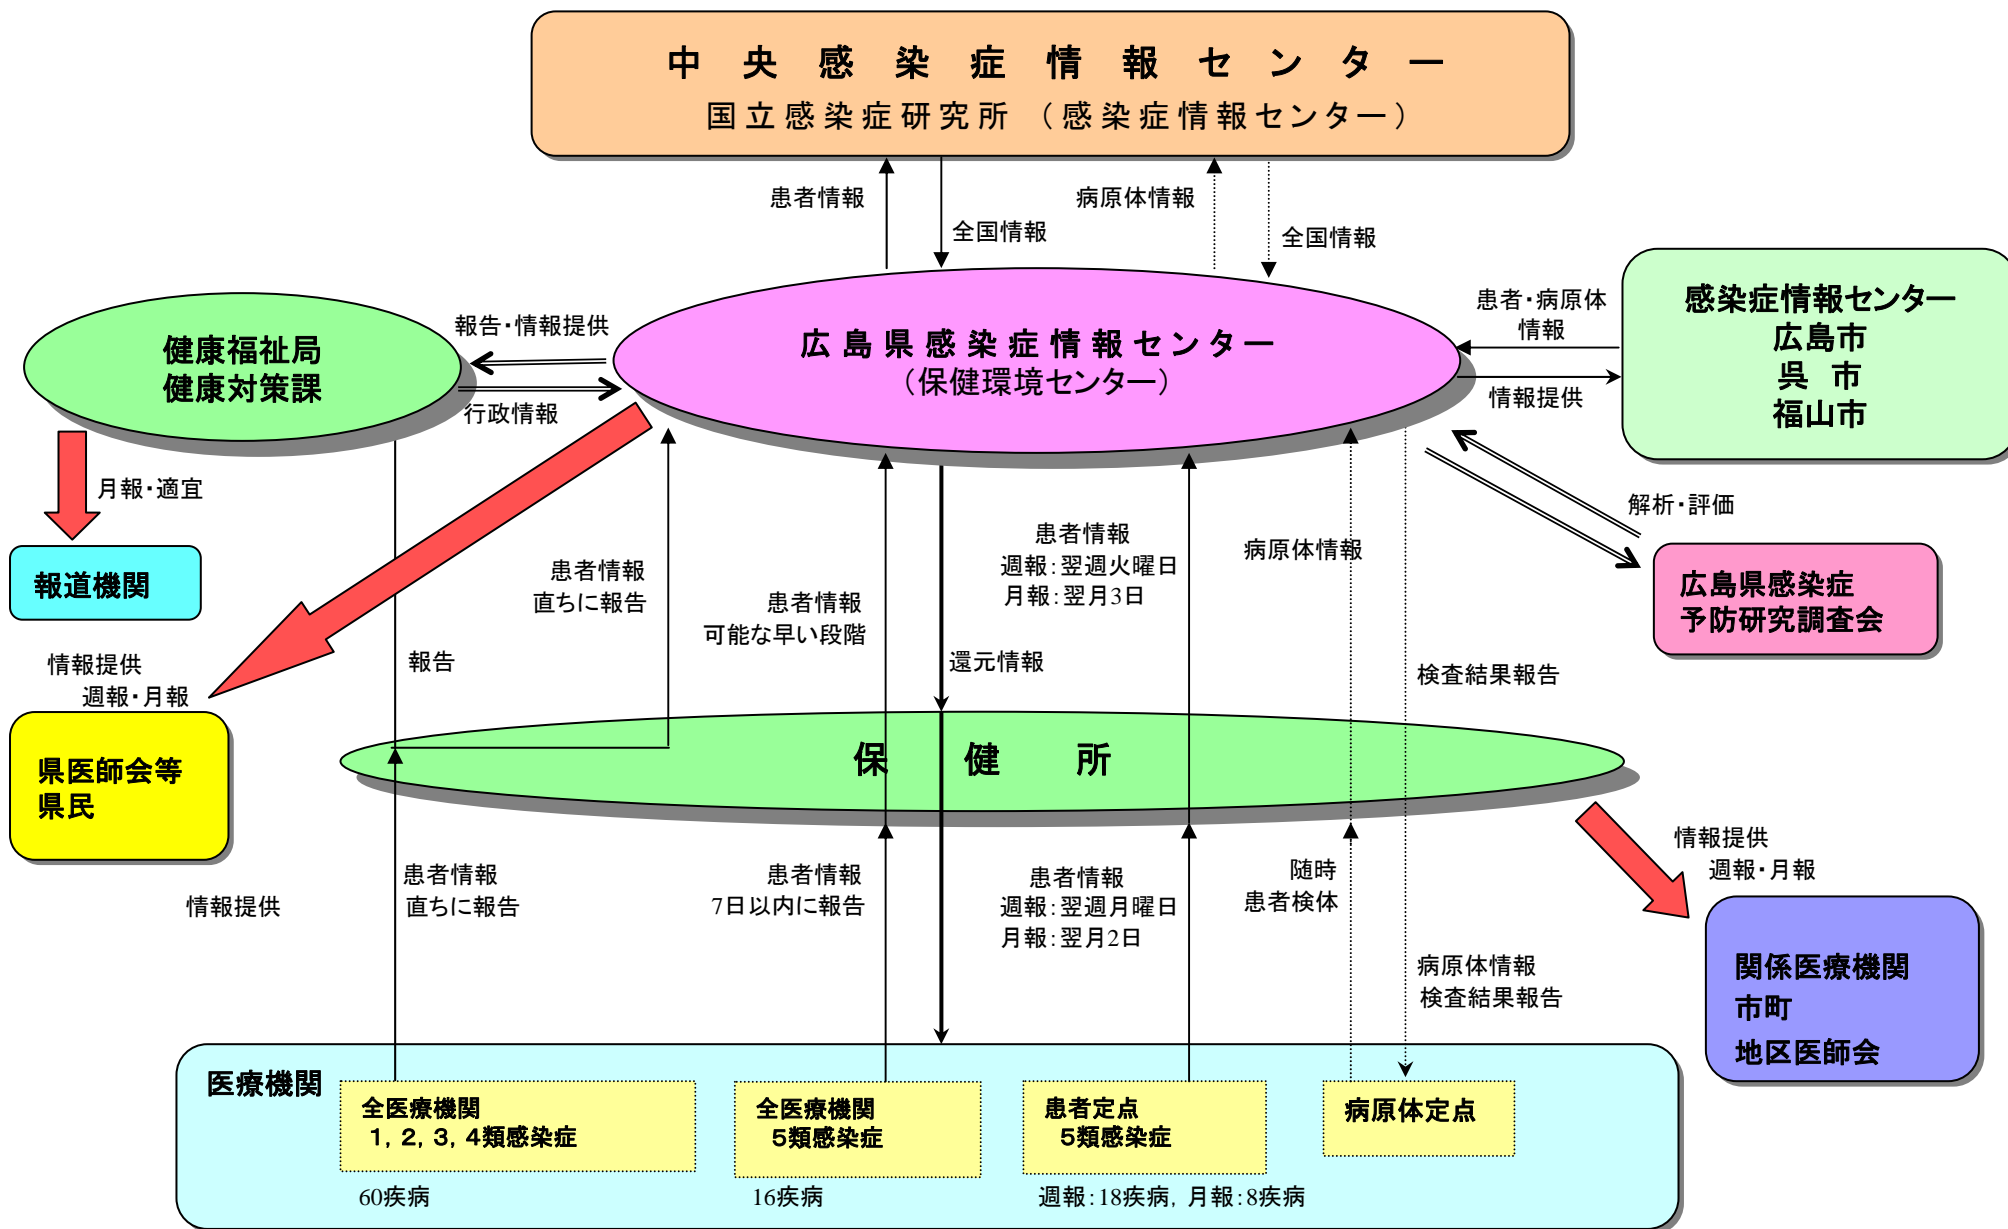 中央感染症情報センター
国立感染症研究所（感染症情報センター）
患者情報
全国情報
病原体情報
全国情報
健康福祉局
健康対策課
報告・情報提供
行政情報
広島県感染症情報センター
（保健環境センター）
患者・病原体
情報
情報提供
感染症情報センター
広島市
呉　市
福山市
月報・適宜
報道機関
解析・評価
広島県感染症
予防研究調査会
患者情報
直ちに報告
患者情報
可能な早い段階
患者情報
週報：翌週火曜日
月報：翌月3日
病原体情報
情報提供
週報・月報
報告
還元情報
検査結果報告
県医師会等
県民
保　健　所
情報提供
週報・月報
情報提供
患者情報
直ちに報告
患者情報
7日以内に報告
患者情報
週報：翌週月曜日
月報：翌月2日
随時
患者検体
病原体情報
検査結果報告
関係医療機関
市町
地区医師会
医療機関
全医療機関
１，２，３，４類感染症
60疾病
全医療機関
５類感染症
16疾病
患者定点
５類感染症
週報：18疾病，月報：8疾病
病原体定点